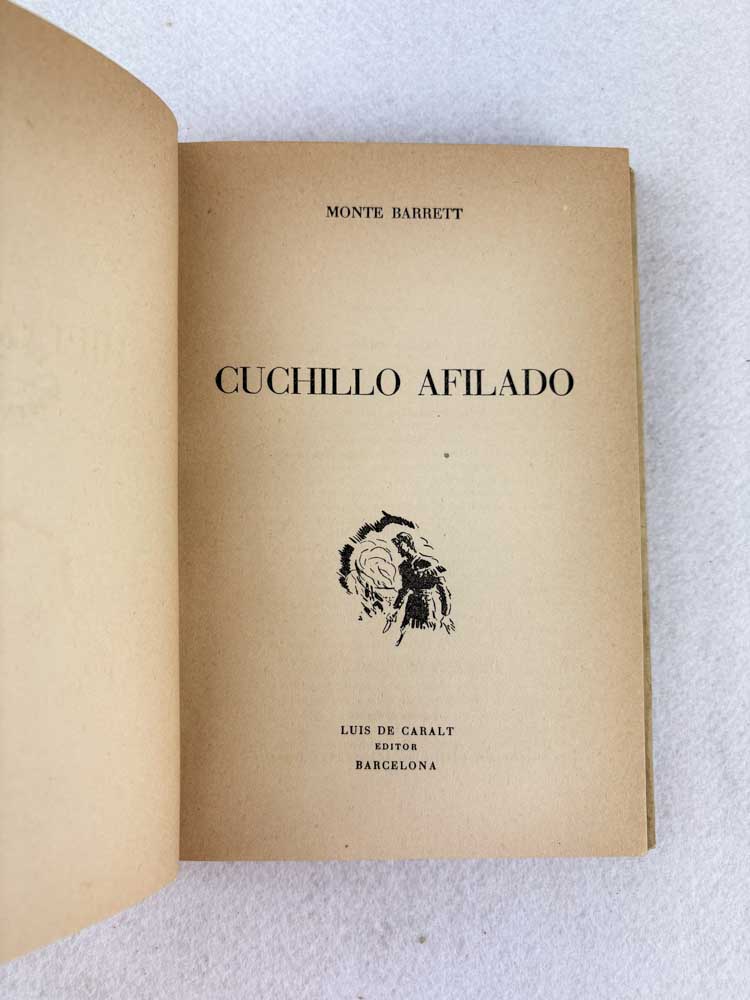 MONTE BARRETT
CUCHILLO AFILADO
LUIS DE CARALT
EDITOR
BARCELONA